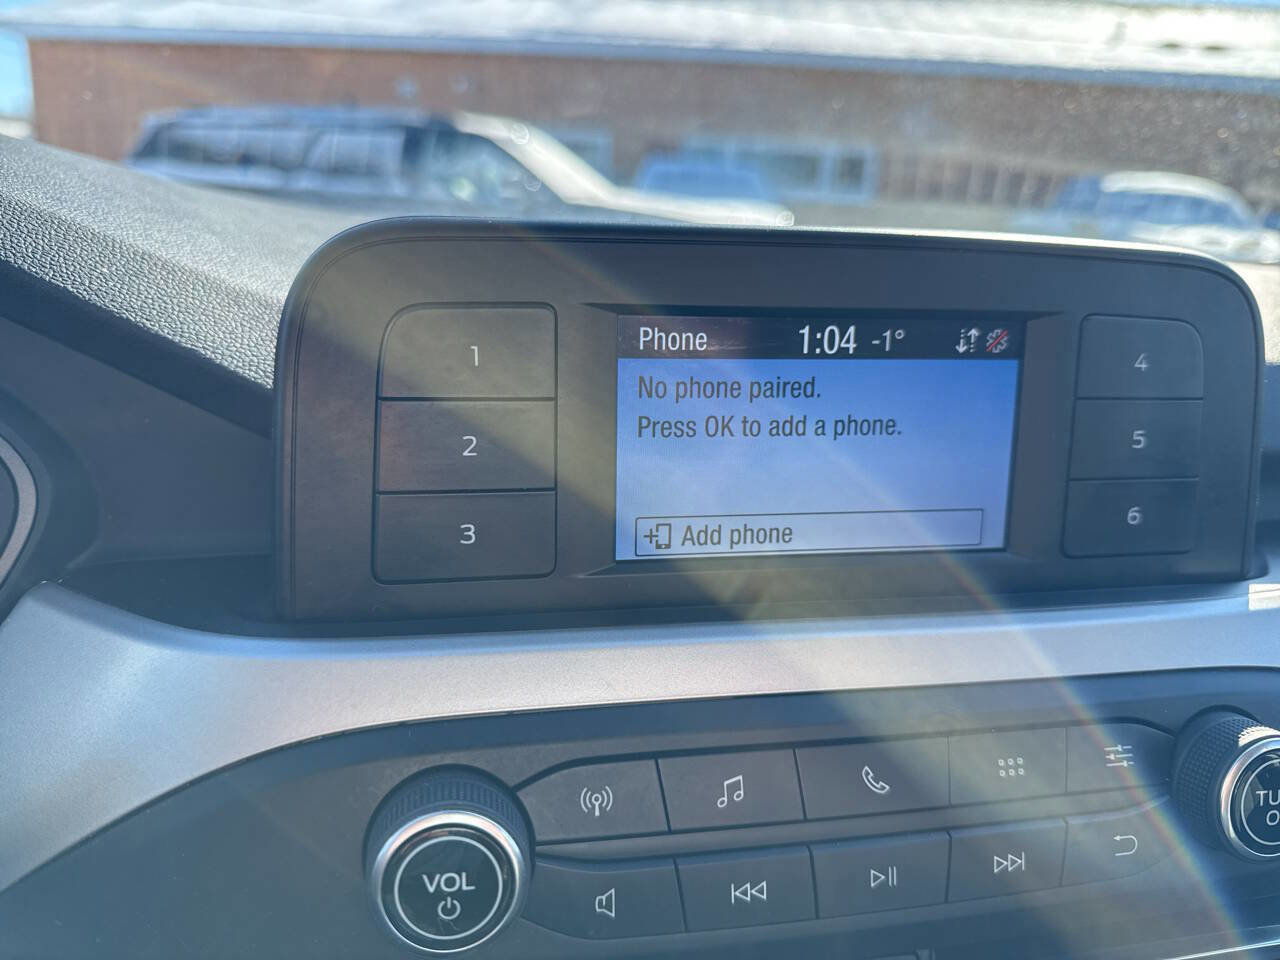 Phone 1:04 -1°
No phone paired.
Press OK to add a phone.
Add phone
1
2
3
4
5
6
VOL
TU
O